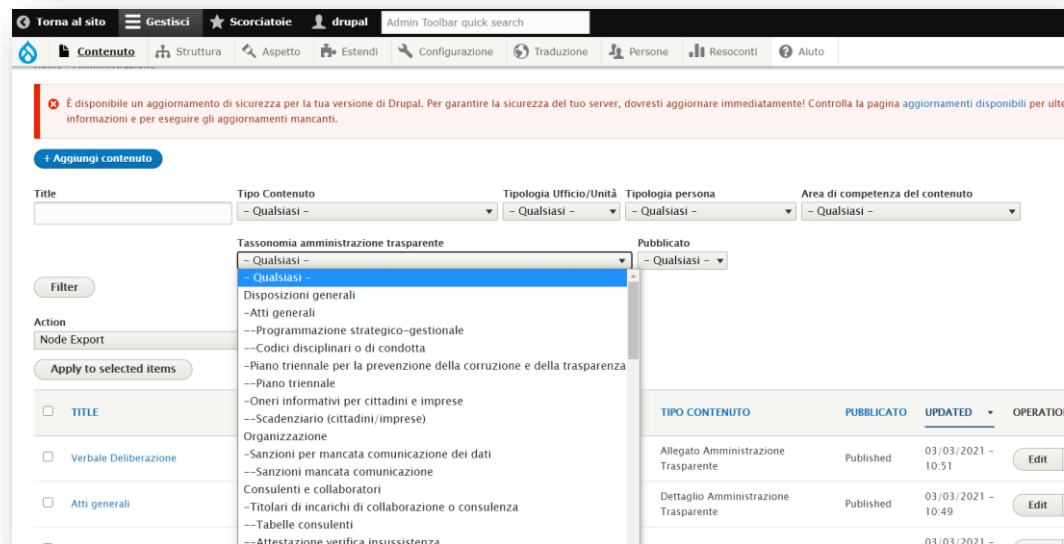 Torna al sito Gestisci Scorciatoie drupal Admin Toolbar quick search
Contenuto Struttura Aspetto Estendi Configurazione Traduzione Persone Resoconti Aiuto
È disponibile un aggiornamento di sicurezza per la tua versione di Drupal. Per garantire la sicurezza del tuo server, dovresti aggiornare immediatamente! Controlla la pagina aggiornamenti disponibili per ulte
informazioni e per eseguire gli aggiornamenti mancanti.
+ Aggiungi contenuto
Title Tipo Contenuto Tipologia Ufficio/Unità Tipologia persona Area di competenza del contenuto
- Qualsiasi - - Qualsiasi - - Qualsiasi - - Qualsiasi -
Tassonomia amministrazione trasparente Pubblicato
- Qualsiasi - - Qualsiasi -
- Qualsiasi -
Filter
Disposizioni generali
-Atti generali
Action
--Programmazione strategico-gestionale
Node Export
--Codici disciplinari o di condotta
Apply to selected items
-Piano triennale per la prevenzione della corruzione e della trasparenza
--Piano triennale
-Oneri informativi per cittadini e imprese
--Scadenziario (cittadini/imprese)
TITLE TIPO CONTENUTO PUBBLICATO UPDATED OPERATIO
Organizzazione
-Sanzioni per mancata comunicazione dei dati
--Sanzioni mancata comunicazione
Consulenti e collaboratori
-Titolari di incarichi di collaborazione o consulenza
--Tabelle consulenti
--Attestazione verifica insussistenza
Verbale Deliberazione Allegato Amministrazione Trasparente Published 03/03/2021 - 10:51 Edit
Atti generali Dettaglio Amministrazione Trasparente Published 03/03/2021 - 10:49 Edit
03/03/2021 -